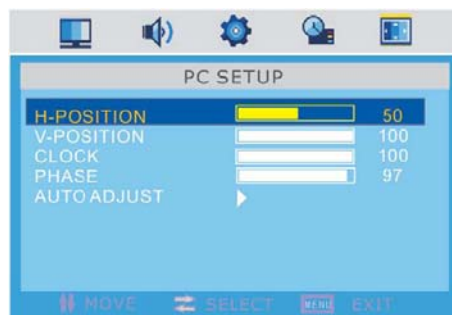 PC SETUP
H-POSITION 50
V-POSITION 100
CLOCK 100
PHASE 97
AUTO ADJUST
MOVE SELECT MENU EXIT